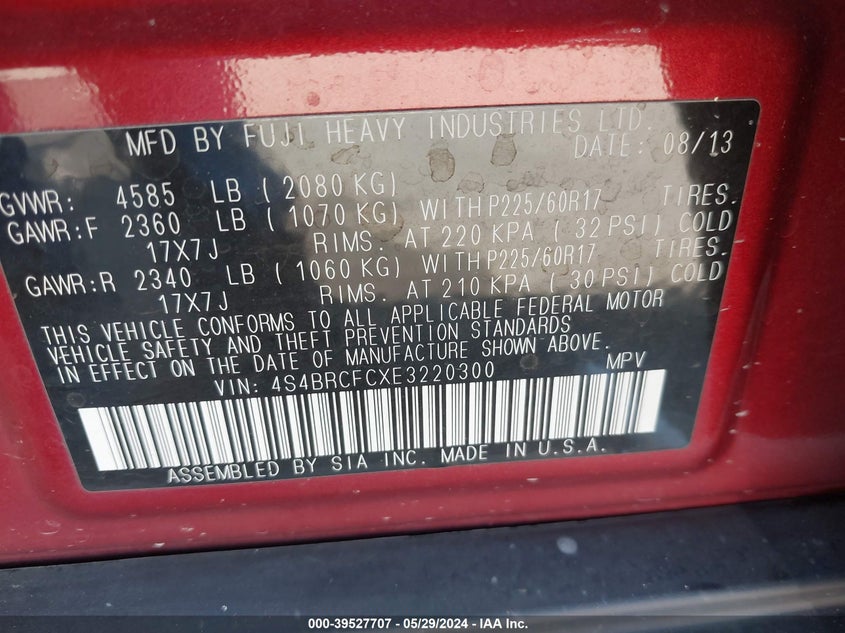 MFD BY FUJI HEAVY INDUSTRIES LTD.
DATE: 08/13
GVWR: 4585 LB (2080 KG)
GAWR:F 2360 LB (1070 KG) WITH P225/60R17 TIRES.
17X7J RIMS. AT 220 KPA (32 PSI) COLD
GAWR:R 2340 LB (1060 KG) WITH P225/60R17 TIRES.
17X7J RIMS. AT 210 KPA (30 PSI) COLD
THIS VEHICLE CONFORMS TO ALL APPLICABLE FEDERAL MOTOR
VEHICLE SAFETY AND THEFT PREVENTION STANDARDS
IN EFFECT ON THE DATE OF MANUFACTURE SHOWN ABOVE.
VIN: 4S4BRCFCXE3220300 MPV
ASSEMBLED BY SIA INC. MADE IN U.S.A.
000-39527707 - 05/29/2024 - IAA Inc.